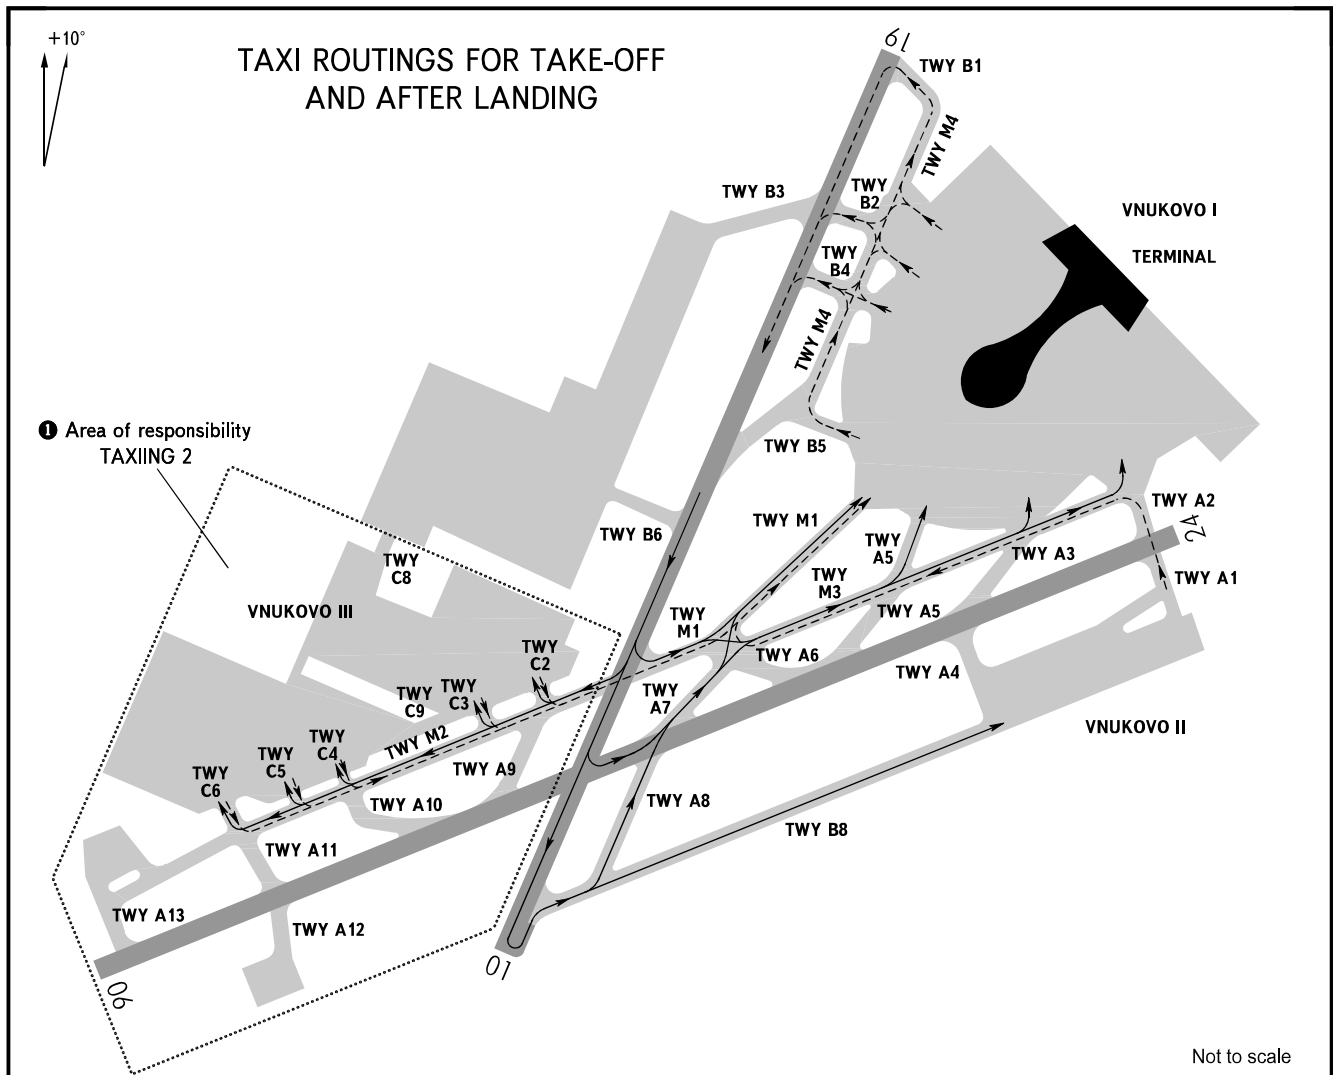 +10°
TAXI ROUTINGS FOR TAKE-OFF
AND AFTER LANDING
19
TWY B1
TWY M4
TWY B3
TWY
B2
VNUKOVO I
TERMINAL
TWY
B4
TWY M4
❶ Area of responsibility
TAXIING 2
TWY B5
TWY A2
24
TWY M1
TWY B6
TWY
A5
TWY A3
TWY
C8
TWY A1
TWY
M3
VNUKOVO III
TWY A5
TWY
M1
TWY A6
TWY A4
TWY
C2
TWY
C3
TWY
A7
TWY
C9
VNUKOVO II
TWY M2
TWY
C4
TWY
C5
TWY
C6
TWY A9
TWY A10
TWY A8
TWY B8
TWY A11
TWY A13
TWY A12
01
06
Not to scale